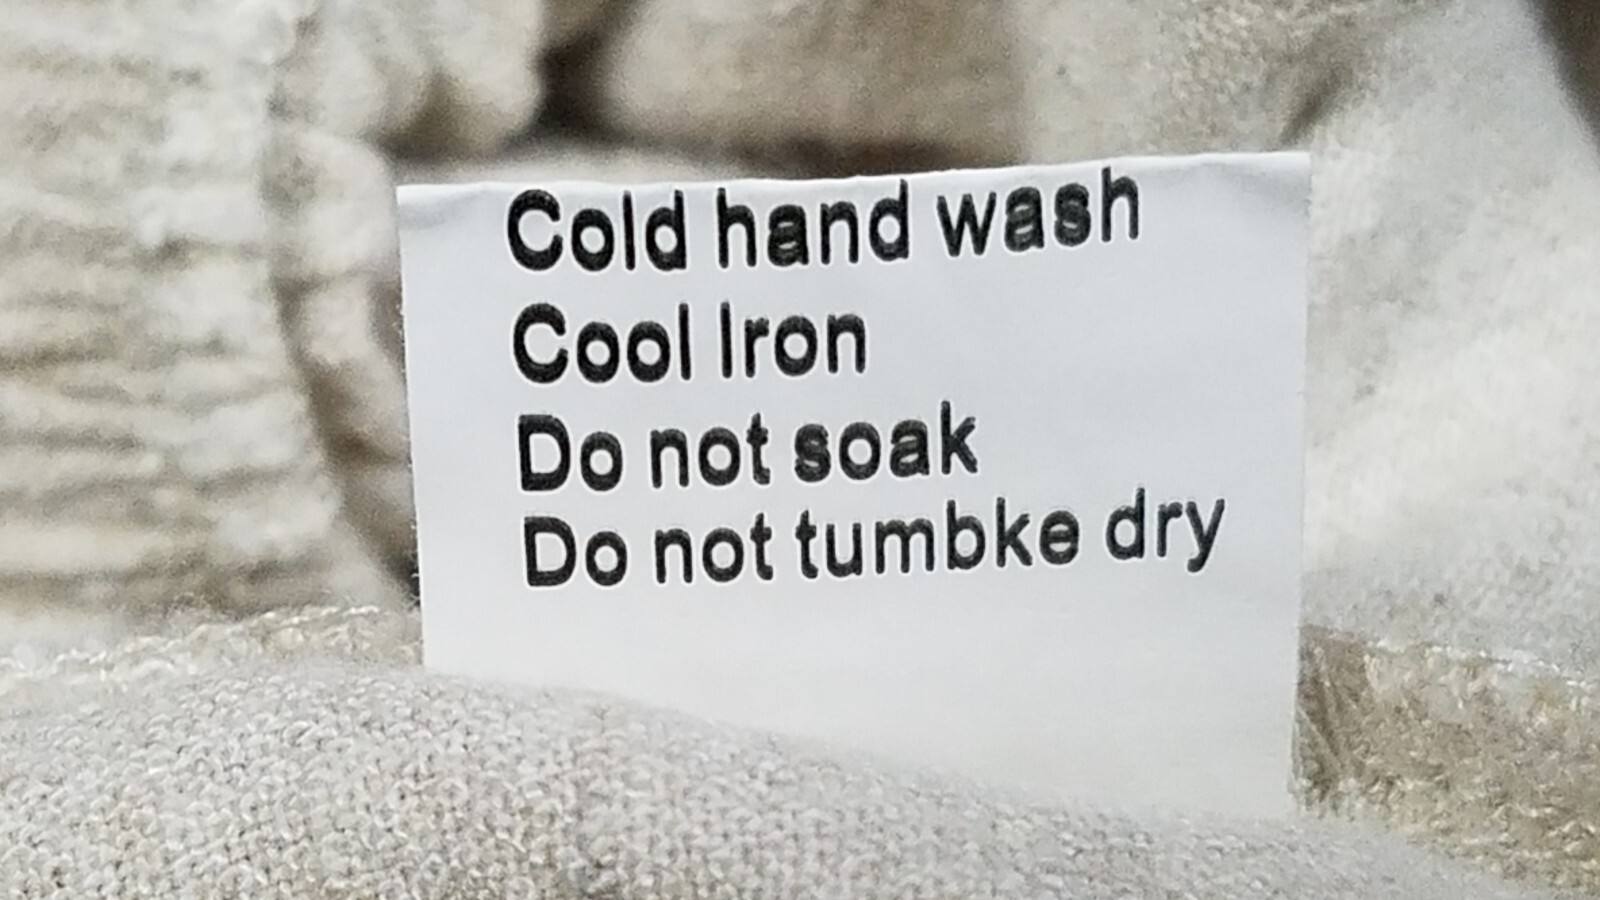 Cold hand wash
Cool Iron
Do not soak
Do not tumbke dry